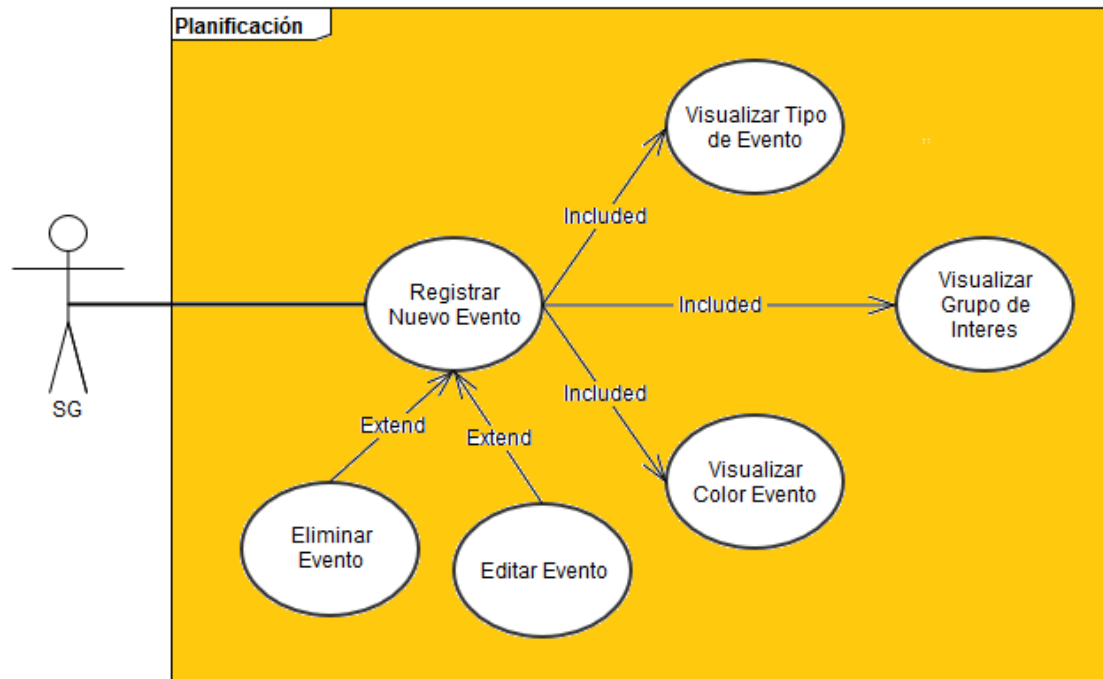 Planificación
Visualizar Tipo
de Evento
Included
Registrar
Nuevo Evento
Included
Visualizar
Grupo de
Interes
Included
SG
Extend
Extend
Visualizar
Color Evento
Eliminar
Evento
Editar Evento